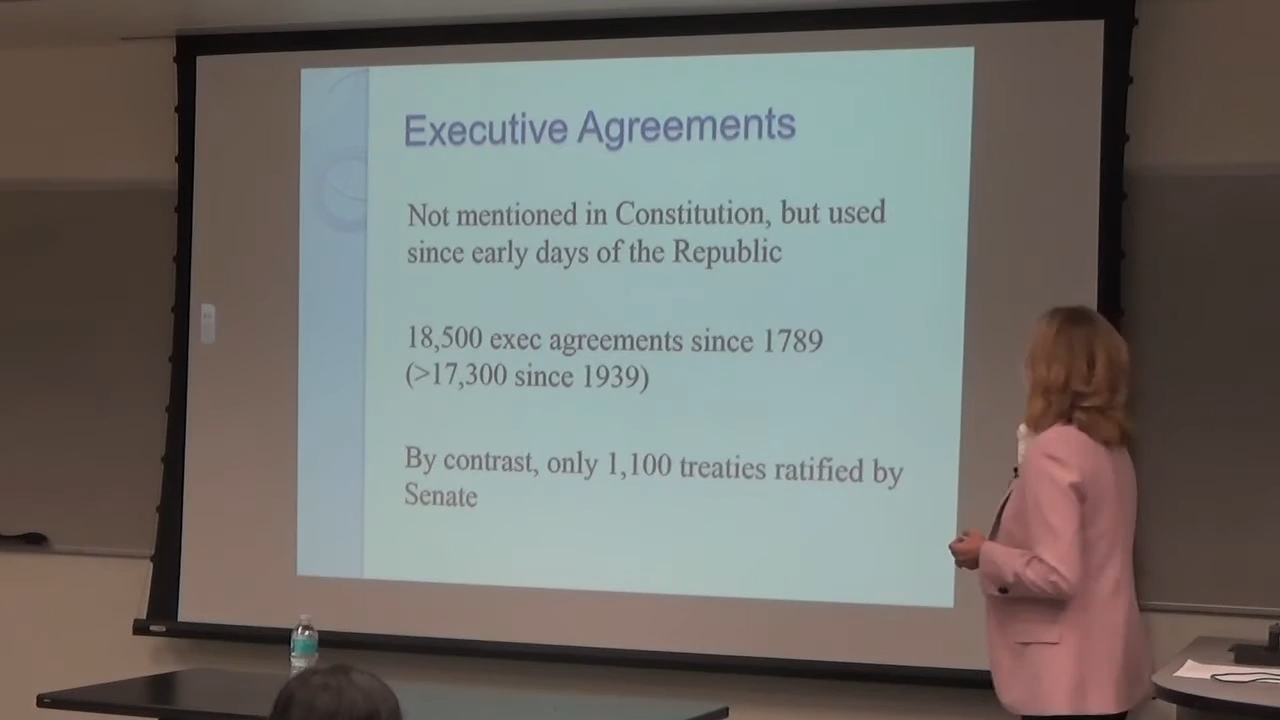 Executive Agreements
Not mentioned in Constitution, but used
since early days of the Republic
18,500 exec agreements since 1789
(>17,300 since 1939)
By contrast, only 1,100 treaties ratified by
Senate